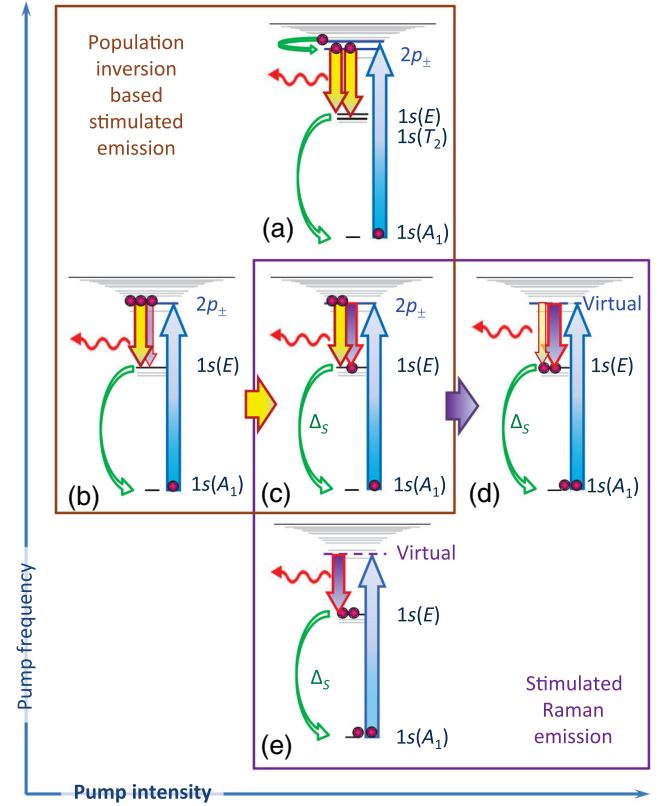 Population
inversion
based
stimulated
emission
2p±
1s(E)
1s(T2)
1s(A1)
(a)
2p±
1s(E)
1s(A1)
(b)
2p±
1s(E)
ΔS
1s(A1)
(c)
Virtual
1s(E)
ΔS
1s(A1)
(d)
Virtual
1s(E)
ΔS
1s(A1)
(e)
Stimulated
Raman
emission
Pump frequency
Pump intensity